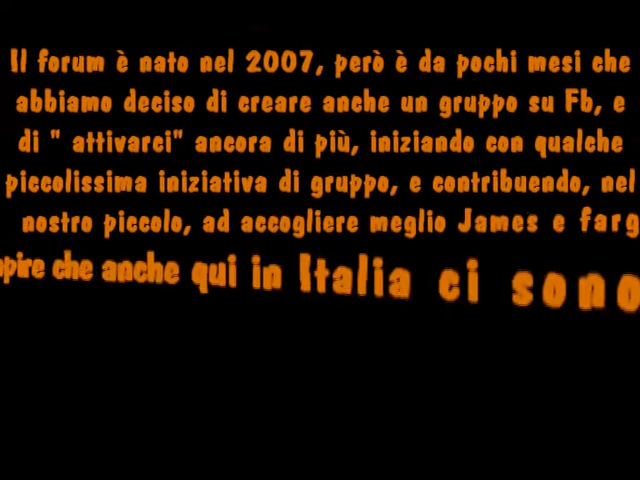 Il forum è nato nel 2007, però è da pochi mesi che
abbiamo deciso di creare anche un gruppo su Fb, e
di " attivarci" ancora di più, iniziando con qualche
piccolissima iniziativa di gruppo, e contribuendo, nel
nostro piccolo, ad accogliere meglio James e farg
pire che anche qui in Italia ci sono